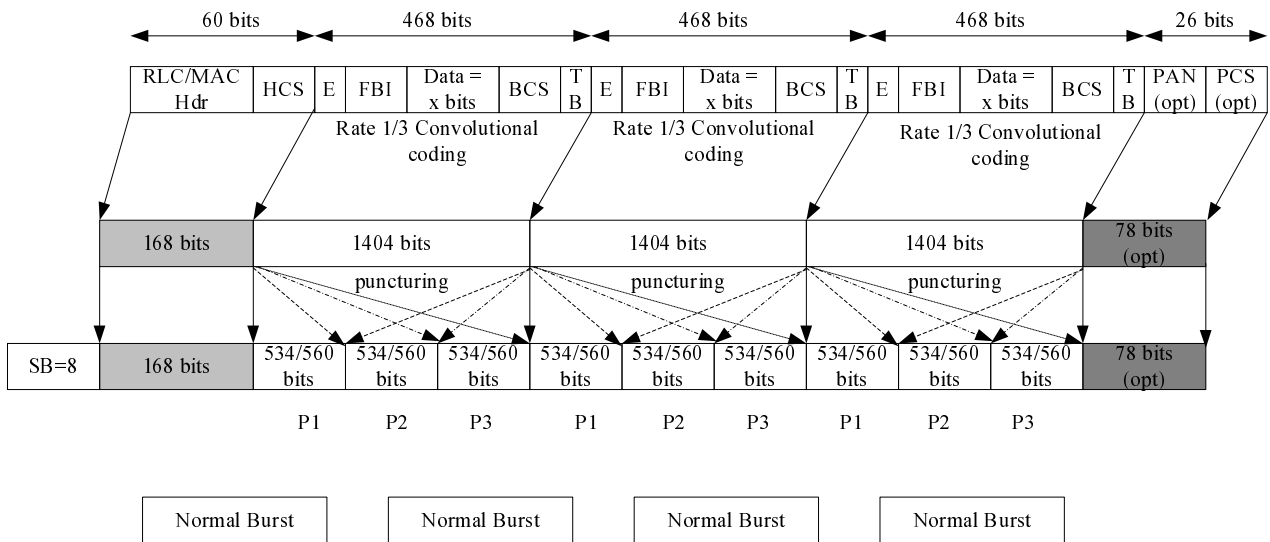 60 bits 468 bits 468 bits 468 bits 26 bits
RLC/MAC Hdr HCS E FBI Data = x bits BCS T B E FBI Data = x bits BCS T B E FBI Data = x bits BCS T B PAN (opt) PCS (opt)
Rate 1/3 Convolutional coding Rate 1/3 Convolutional coding Rate 1/3 Convolutional coding
168 bits 1404 bits 1404 bits 1404 bits 78 bits (opt)
puncturing puncturing puncturing
SB=8 168 bits 534/560 bits 534/560 bits 534/560 bits 534/560 bits 534/560 bits 534/560 bits 534/560 bits 534/560 bits 534/560 bits 78 bits (opt)
P1 P2 P3 P1 P2 P3 P1 P2 P3
Normal Burst Normal Burst Normal Burst Normal Burst